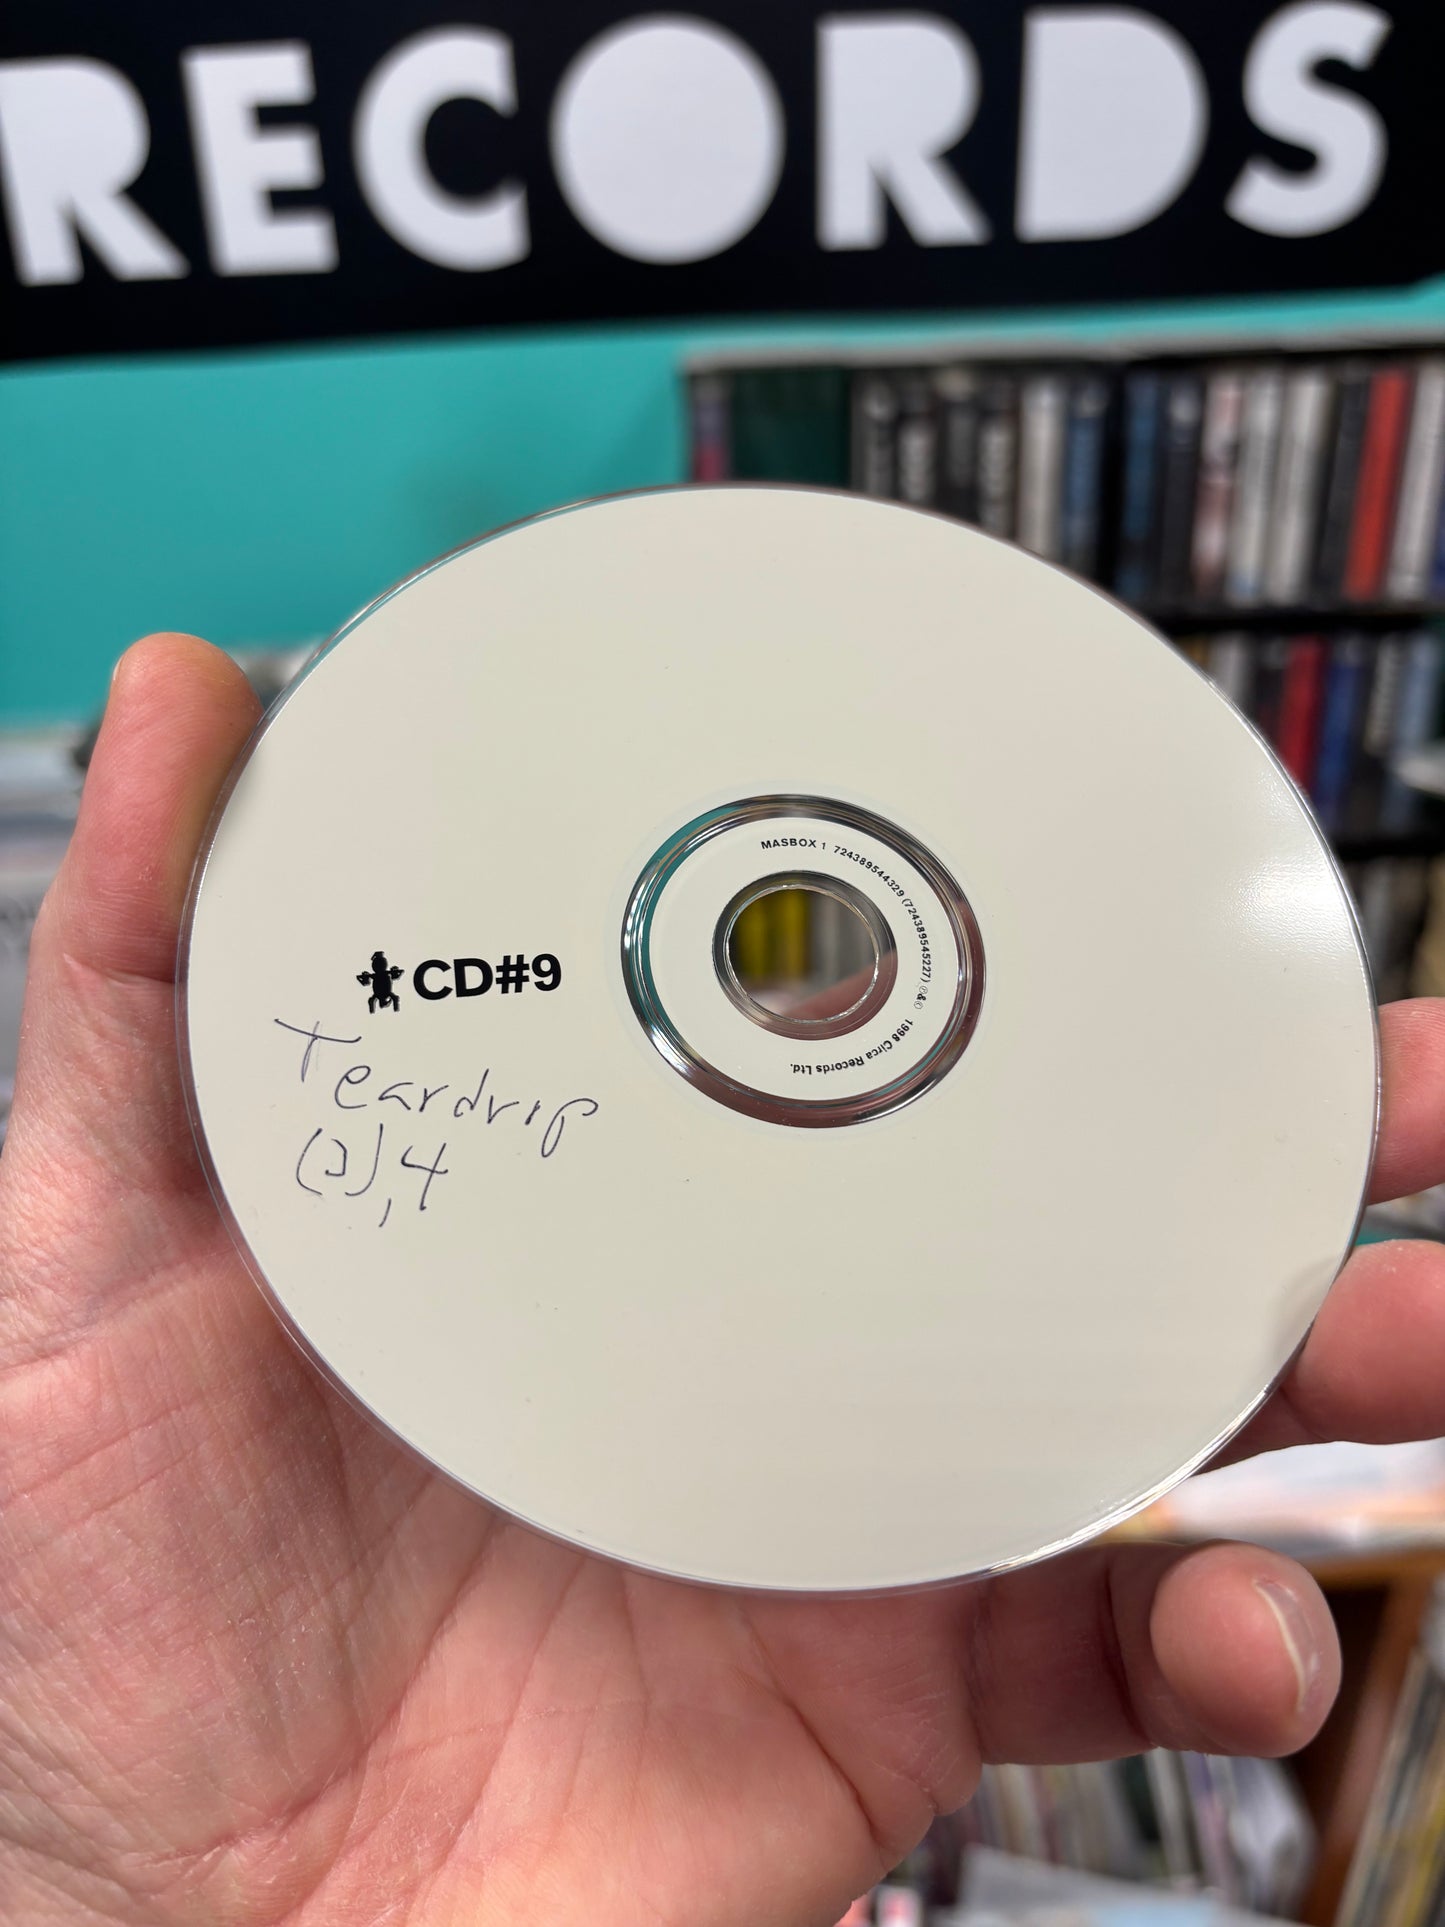 RECORDS
MASBOX 1 724389544329 (724389545227) ℗&© 1998 Circa Records Ltd.
CD#9
Teardrop
(2),4